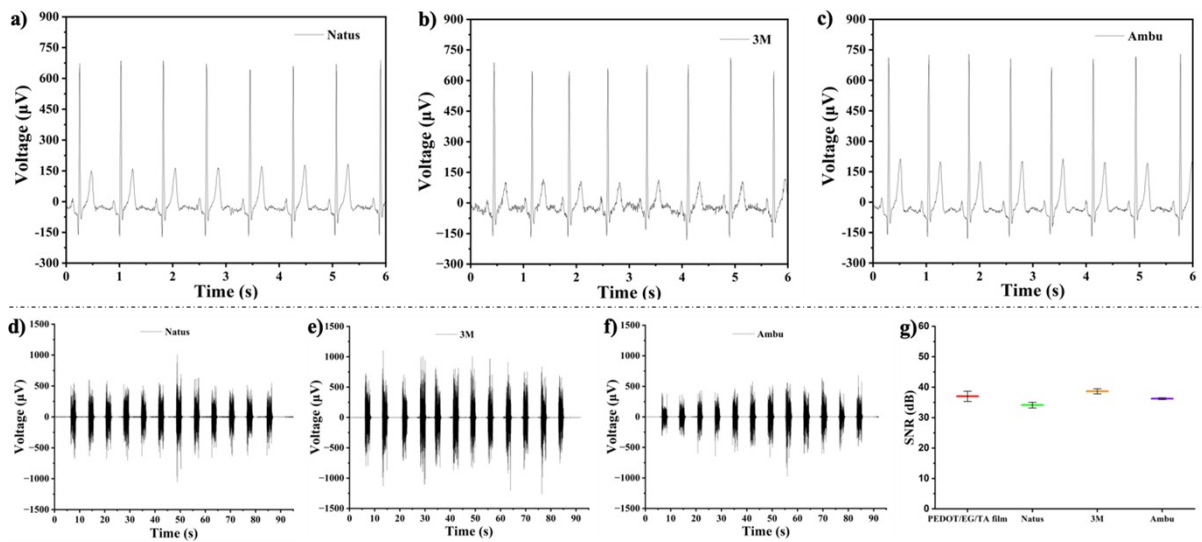 a)
Natus
Voltage (µV)
900
750
600
450
300
150
0
−150
−300
0 1 2 3 4 5 6
Time (s)
b)
3M
Voltage (µV)
900
750
600
450
300
150
0
−150
−300
0 1 2 3 4 5 6
Time (s)
c)
Ambu
Voltage (µV)
900
750
600
450
300
150
0
−150
−300
0 1 2 3 4 5 6
Time (s)
d)
Natus
Voltage (µV)
1500
1000
500
0
−500
−1000
−1500
0 10 20 30 40 50 60 70 80 90
Time (s)
e)
3M
Voltage (µV)
1500
1000
500
0
−500
−1000
−1500
0 10 20 30 40 50 60 70 80 90
Time (s)
f)
Ambu
Voltage (µV)
1500
1000
500
0
−500
−1000
−1500
0 10 20 30 40 50 60 70 80 90
Time (s)
g)
SNR (dB)
60
50
40
30
20
10
0
PEDOT/EG/TA film Natus 3M Ambu